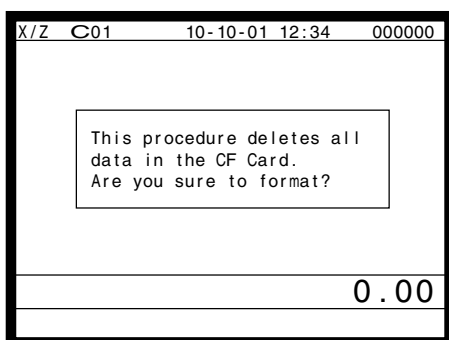 X/Z C01 10-10-01 12:34 000000
This procedure deletes all
data in the CF Card.
Are you sure to format?
0.00